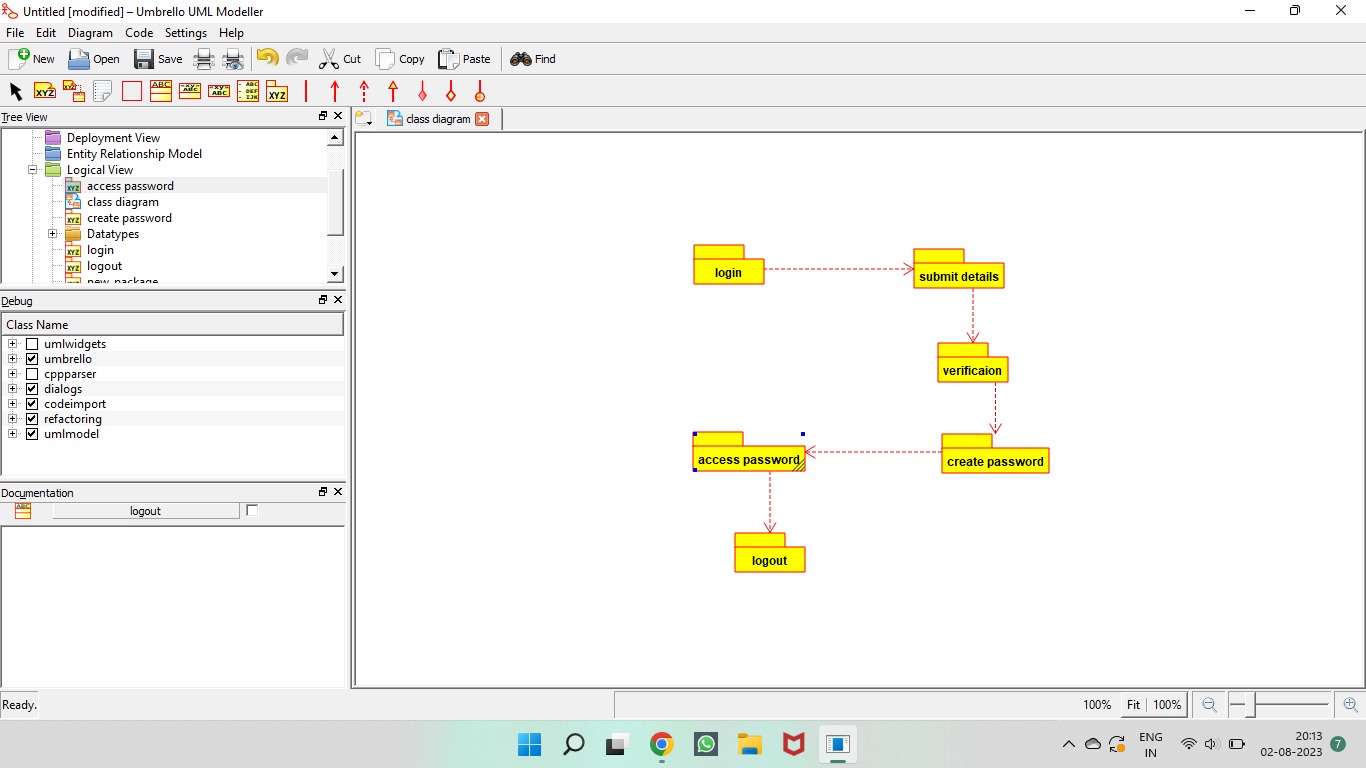 Untitled [modified] – Umbrello UML Modeller
File Edit Diagram Code Settings Help
New Open Save Cut Copy Paste Find
Tree View
class diagram
Deployment View
Entity Relationship Model
Logical View
access password
class diagram
create password
Datatypes
login
logout
new_package
Debug
Class Name
umlwidgets
umbrello
cppparser
dialogs
codeimport
refactoring
umlmodel
Documentation
logout
login
submit details
verificaion
access password
create password
logout
Ready.
100% Fit 100%
ENG
IN
20:13
02-08-2023
7